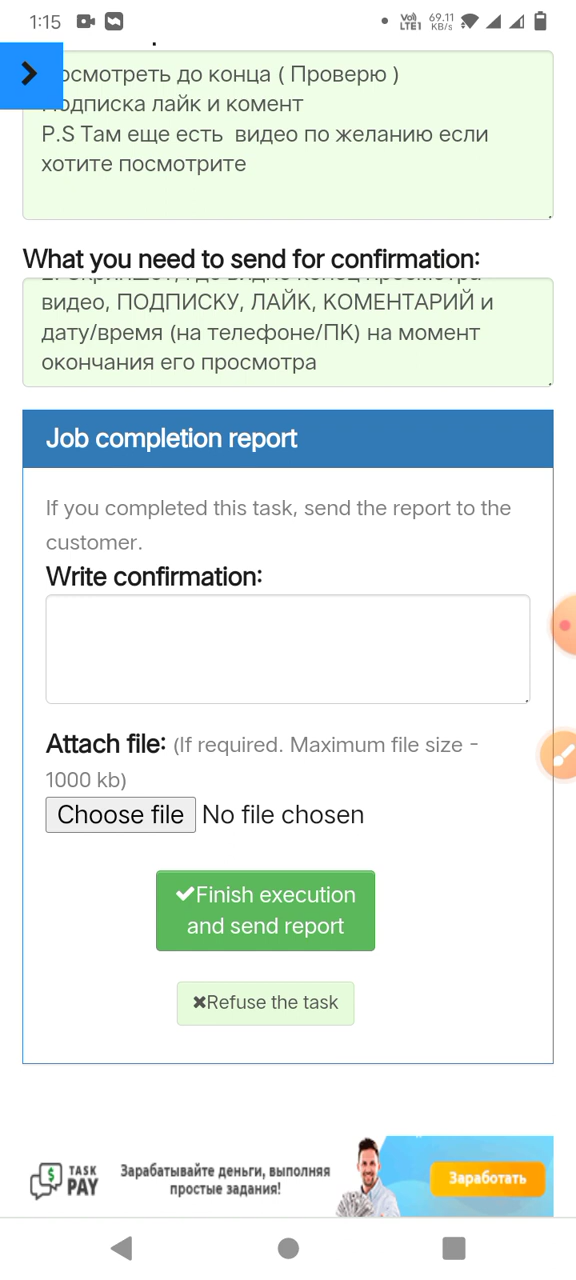 1:15
Vo)
LTE1
69.11
KB/s
осмотреть до конца ( Проверю )
одписка лайк и комент
P.S Там еще есть видео по желанию если
хотите посмотрите
What you need to send for confirmation:
видео, ПОДПИСКУ, ЛАЙК, КОМЕНТАРИЙ и
дату/время (на телефоне/ПК) на момент
окончания его просмотра
Job completion report
If you completed this task, send the report to the
customer.
Write confirmation:
Attach file: (If required. Maximum file size -
1000 kb)
Choose file No file chosen
✔Finish execution
and send report
✖Refuse the task
TASK
PAY
Зарабатывайте деньги, выполняя
простые задания!
Заработать